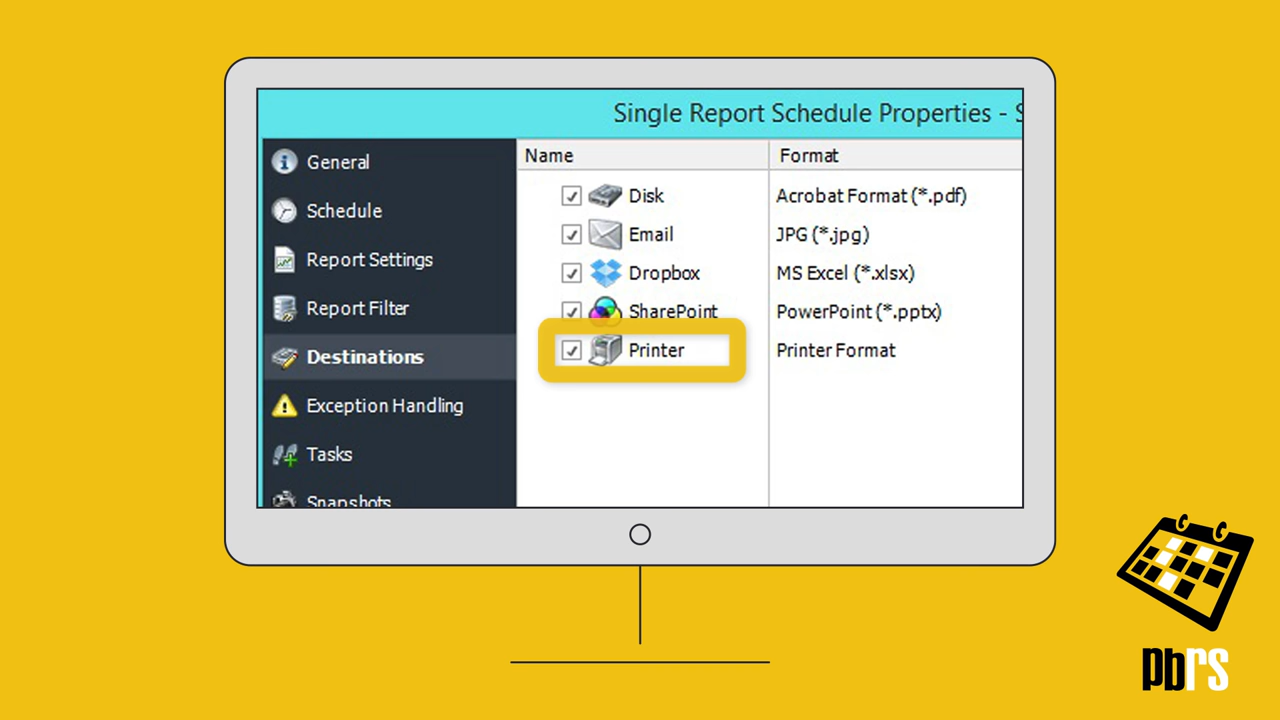 Single Report Schedule Properties - S
General
Schedule
Report Settings
Report Filter
Destinations
Exception Handling
Tasks
Snapshots
Name Format
Disk Acrobat Format (*.pdf)
Email JPG (*.jpg)
Dropbox MS Excel (*.xlsx)
SharePoint PowerPoint (*.pptx)
Printer Printer Format
pbrs